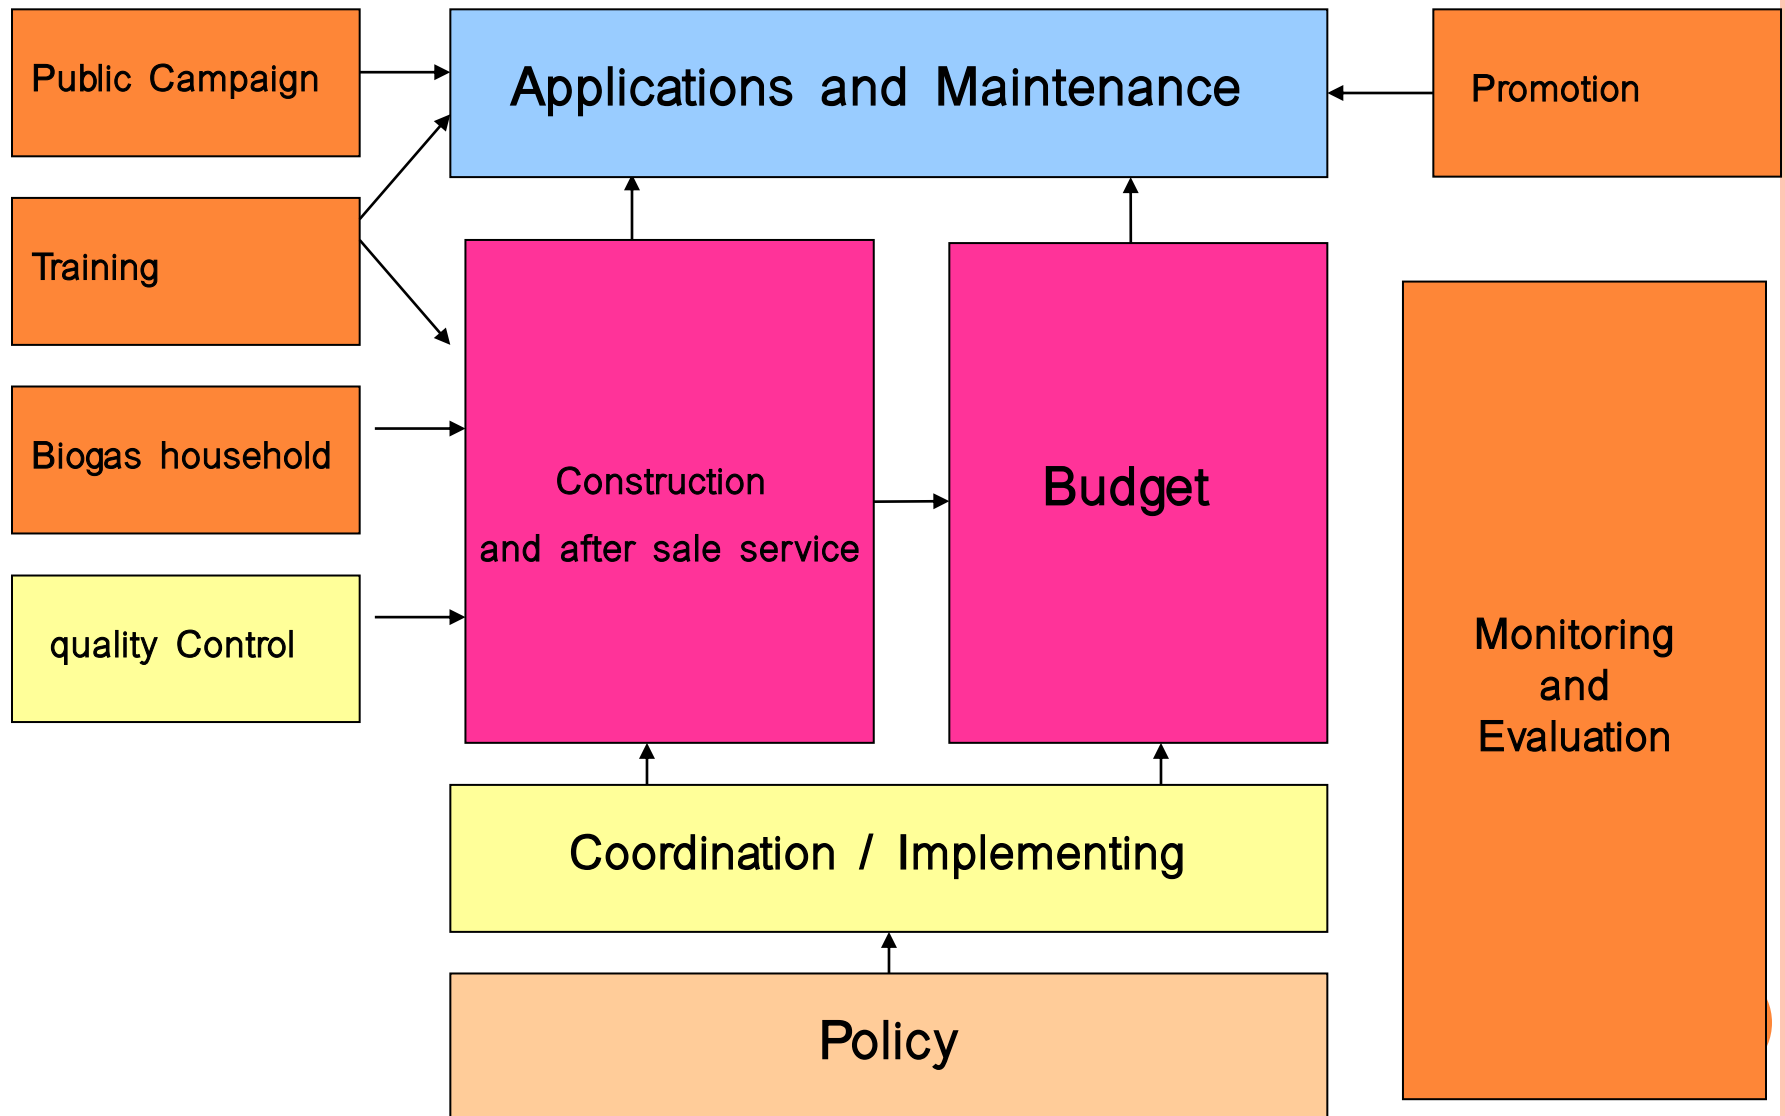 Public Campaign
Applications and Maintenance
Promotion
Training
Biogas household
quality Control
Construction
and after sale service
Budget
Monitoring
and
Evaluation
Coordination / Implementing
Policy